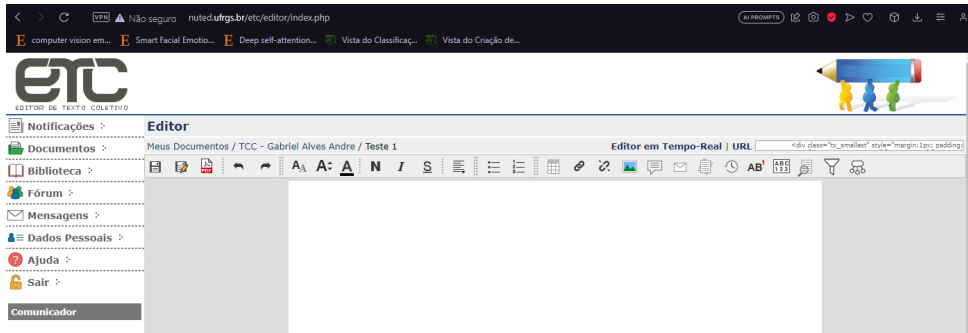 VPN Não seguro nuted.ufrgs.br/etc/editor/index.php AI PROMPTS
computer vision em... Smart Facial Emotio... Deep self-attention... Vista do Classificaç... Vista do Criação de...
ETC
EDITOR DE TEXTO COLETIVO
Notificações
Documentos
Biblioteca
Fórum
Mensagens
Dados Pessoais
Ajuda
Sair
Comunicador
Editor
Meus Documentos / TCC - Gabriel Alves Andre / Teste 1 Editor em Tempo-Real | URL <div class="tx_smallest" style="margin:1px; padding:
N I S